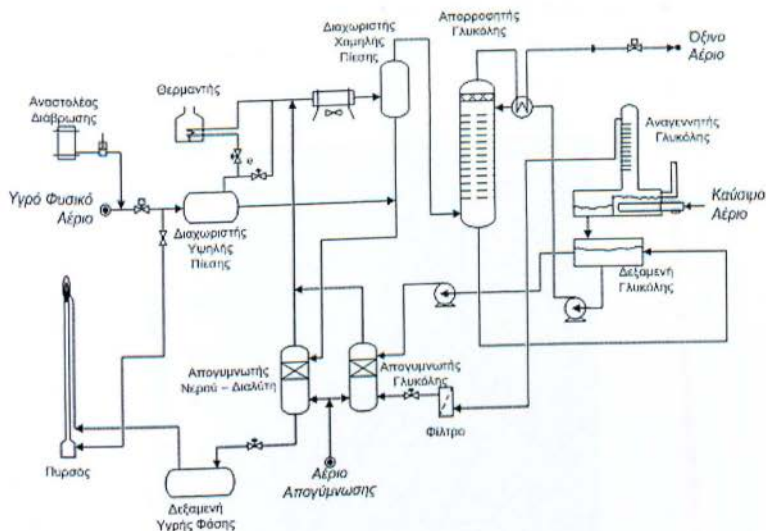 Διαχωριστής
Χαμηλής
Πίεσης
Απορροφητής
Γλυκόλης
Όξινο
Αέριο
Θερμαντής
Αναστολέας
Διάβρωσης
Αναγεννητής
Γλυκόλης
e
Υγρό Φυσικό
Αέριο
Καύσιμο
Αέριο
Διαχωριστής
Υψηλής
Πίεσης
Δεξαμενή
Γλυκόλης
Απογυμνωτής
Νερού – Διαλύτη
Απογυμνωτής
Γλυκόλης
Φίλτρο
Πυρσός
Αέριο
Απογύμνωσης
Δεξαμενή
Υγρής Φάσης